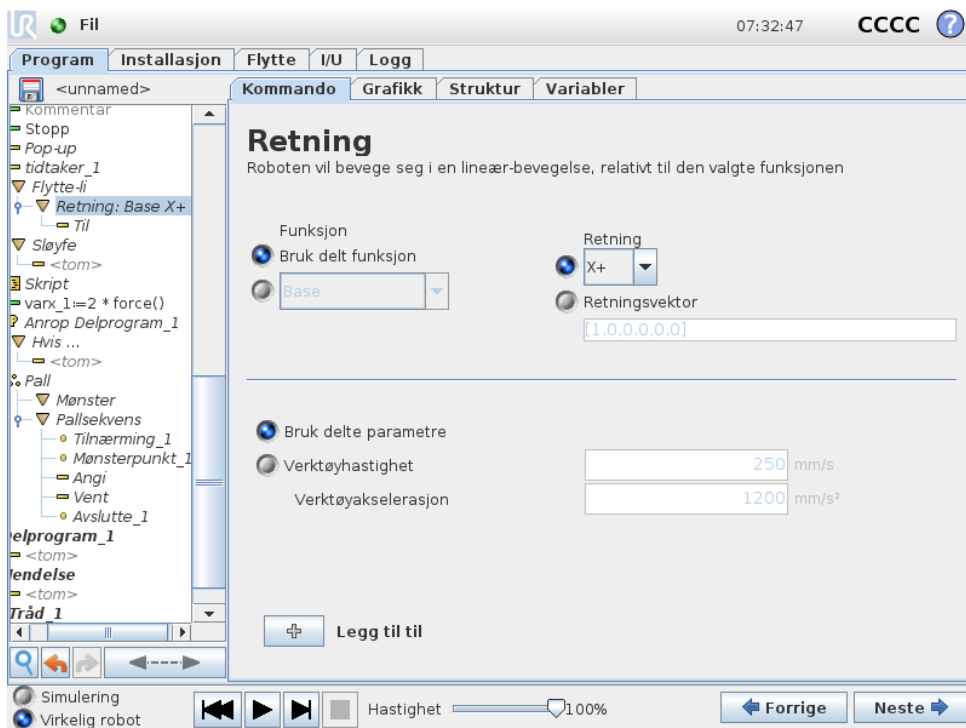 UR Fil 07:32:47 CCCC ?
Program Installasjon Flytte I/U Logg
<unnamed>
Kommando Grafikk Struktur Variabler
Kommentar
Stopp
Pop-up
tidtaker_1
Flytte-li
Retning: Base X+
Til
Sløyfe
<tom>
Skript
varx_1:=2 * force()
Anrop Delprogram_1
Hvis ...
<tom>
Pall
Mønster
Pallsekvens
Tilnærming_1
Mønsterpunkt_1
Angi
Vent
Avslutte_1
elprogram_1
<tom>
endelse
<tom>
Tråd_1
Retning
Roboten vil bevege seg i en lineær-bevegelse, relativt til den valgte funksjonen
Funksjon
Bruk delt funksjon
Base
Retning
X+
Retningsvektor
[1.0,0.0,0.0]
Bruk delte parametre
Verktøyhastighet 250 mm/s
Verktøyakselerasjon 1200 mm/s²
Legg til til
Simulering
Virkelig robot
Hastighet 100%
Forrige Neste